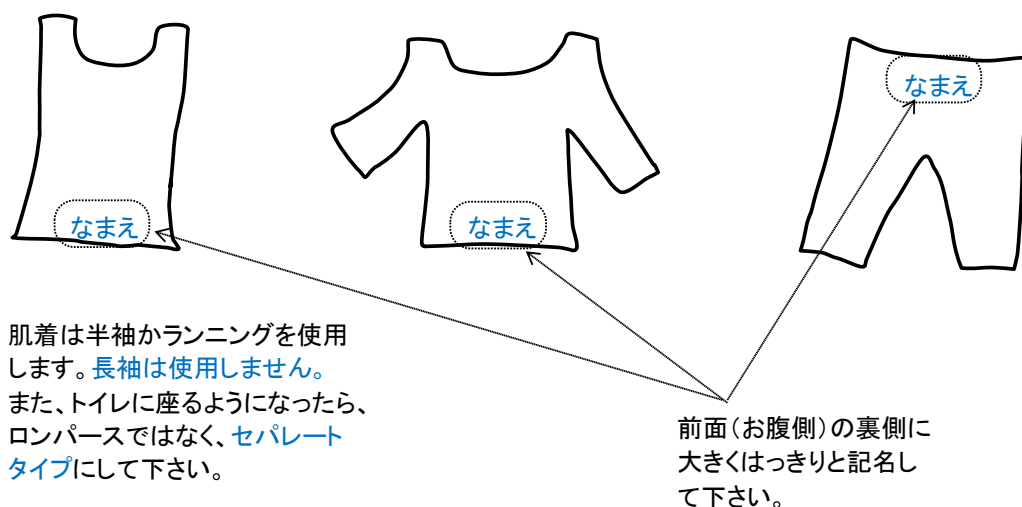 なまえ
なまえ
なまえ
肌着は半袖かランニングを使用
します。長袖は使用しません。
また、トイレに座るようになったら、
ロンパースではなく、セパレート
タイプにして下さい。
前面（お腹側）の裏側に
大きくはっきりと記名し
て下さい。